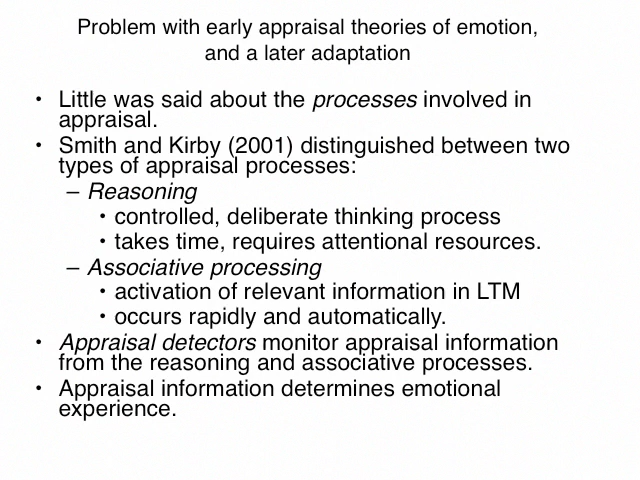 Problem with early appraisal theories of emotion,
and a later adaptation
• Little was said about the processes involved in
appraisal.
• Smith and Kirby (2001) distinguished between two
types of appraisal processes:
– Reasoning
• controlled, deliberate thinking process
• takes time, requires attentional resources.
– Associative processing
• activation of relevant information in LTM
• occurs rapidly and automatically.
• Appraisal detectors monitor appraisal information
from the reasoning and associative processes.
• Appraisal information determines emotional
experience.